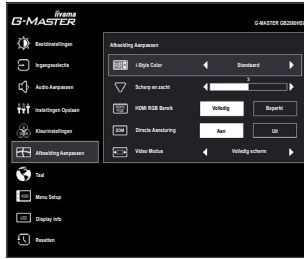 iiyama
G-MASTER
G-MASTER GB2560HS
Beeldinstellingen
Ingangsselectie
Audio Aanpassen
Instellingen Opslaan
Kleurinstellingen
Afbeelding Aanpassen
Taal
Menu Setup
Display info
Resetten
Afbeelding Aanpassen
i-Style Color Standaard
Scherp en zacht 3
HDMI RGB Bereik Volledig Beperkt
Directe Aansturing Aan Uit
Video Modus Volledig scherm